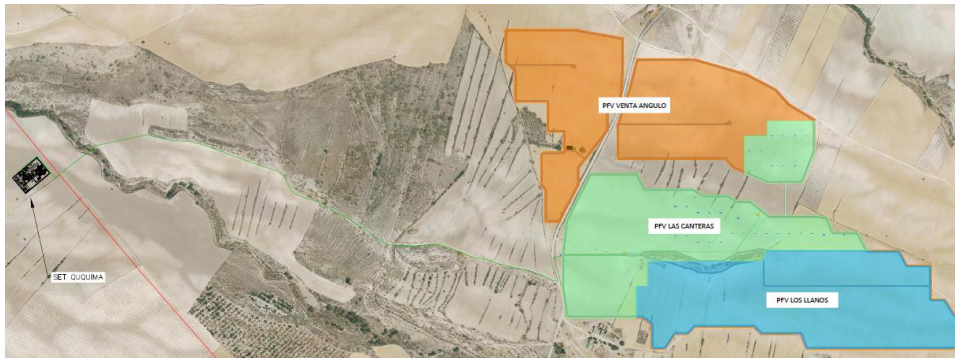 PFV VENTA ANGULO
PFV LAS CANTERAS
SET QUQUIMA
PFV LOS LLANOS